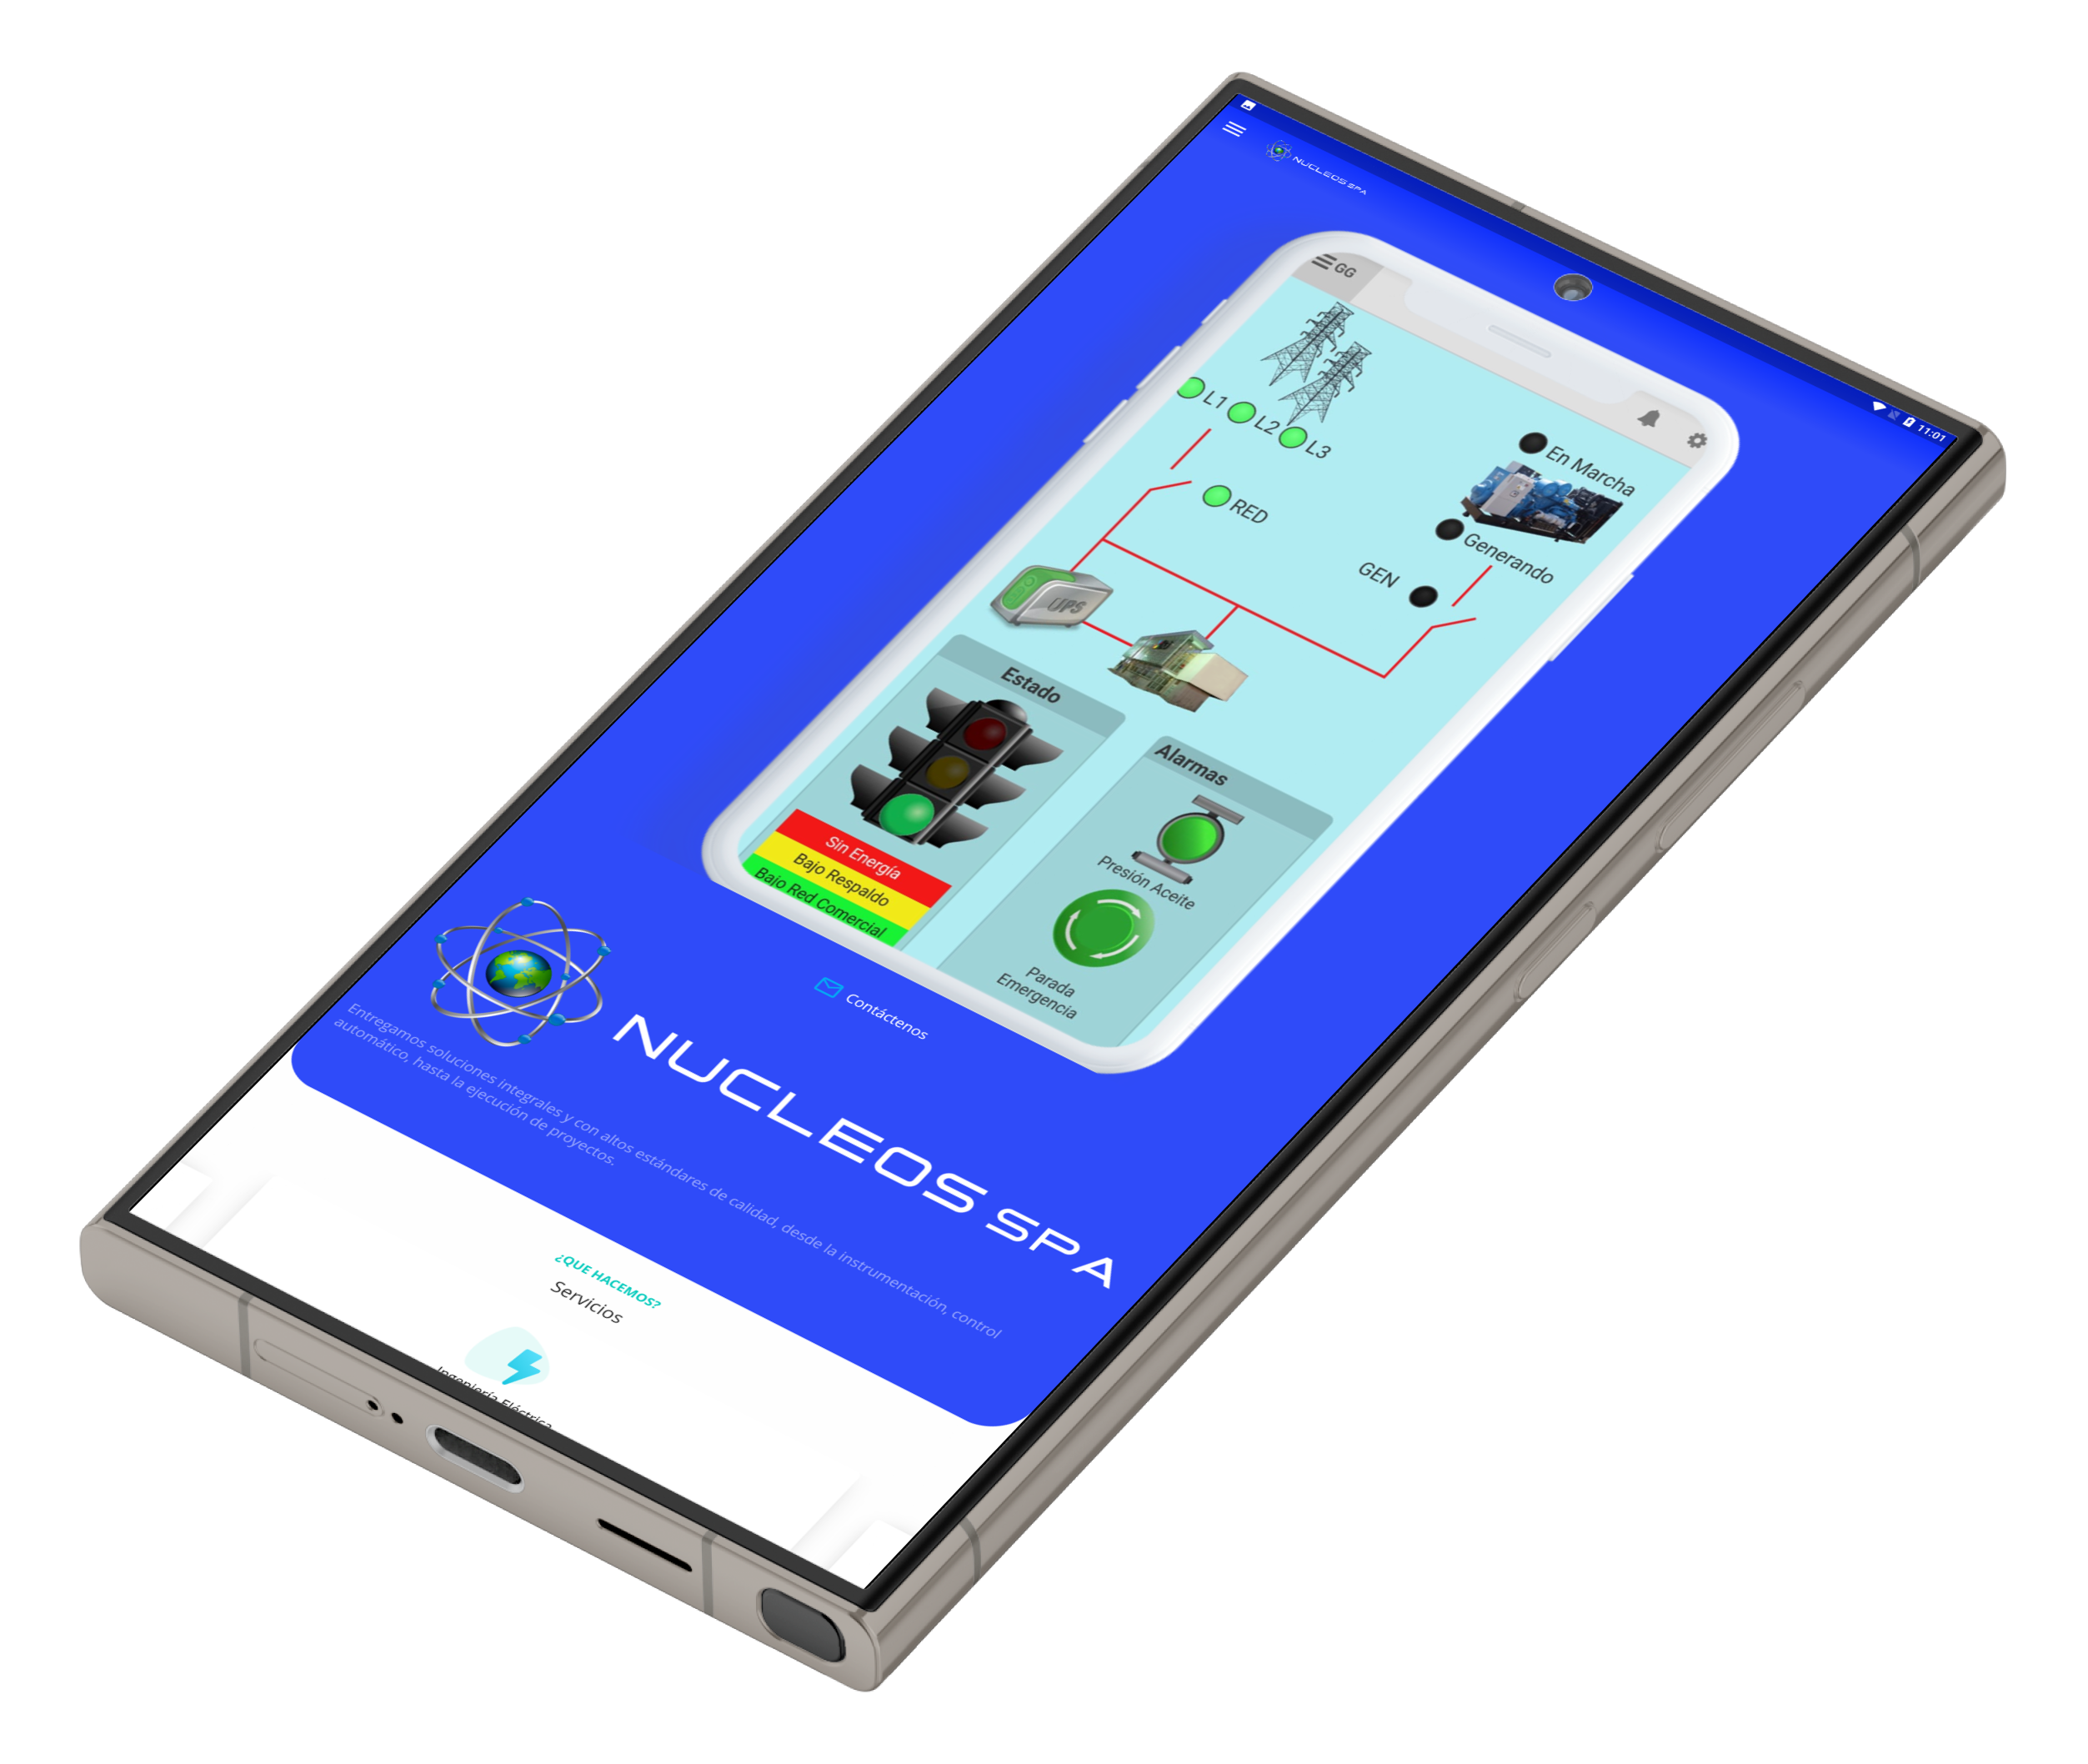 11:01
NUCLEOS SPA
GG
L1
L2
L3
En Marcha
RED
Generando
GEN
UPS
Estado
Alarmas
Sin Energía
Bajo Respaldo
Bajo Red Comercial
Presión Aceite
Parada
Emergencia
Contáctenos
NUCLEOS SPA
Entregamos soluciones integrales y con altos estándares de calidad, desde la instrumentación, control
automático, hasta la ejecución de proyectos.
¿QUE HACEMOS?
Servicios
Ingeniería Eléctrica